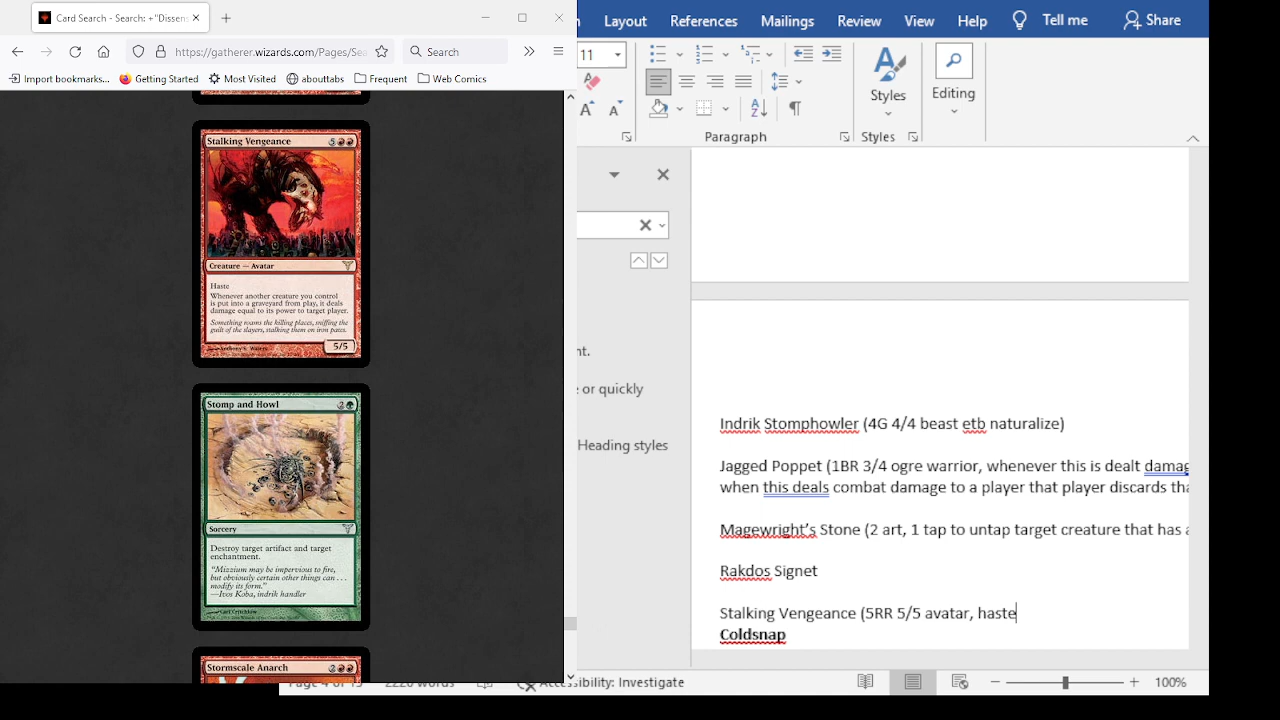 Card Search - Search: +"Dissens
https://gatherer.wizards.com/Pages/Sea
Search
Import bookmarks...
Getting Started
Most Visited
abouttabs
Frequent
Web Comics
Stalking Vengeance
5
Creature — Avatar
Haste
Whenever another creature you control
is put into a graveyard from play, it deals
damage equal to its power to target player.
Something roams the killing places, sniffing the
guilt of the slayers, stalking them on iron paws.
5/5
Stomp and Howl
2
Sorcery
Destroy target artifact and target
enchantment.
"Mizzium may be impervious to fire,
but obviously certain other things can . . .
modify its form."
—Ivos Koba, indrik handler
Stormscale Anarch
2
Layout
References
Mailings
Review
View
Help
Tell me
Share
11
Styles
Editing
Paragraph
Styles
nt.
e or quickly
Heading styles
Indrik Stomphowler (4G 4/4 beast etb naturalize)
Jagged Poppet (1BR 3/4 ogre warrior, whenever this is dealt damag
when this deals combat damage to a player that player discards tha
Magewright's Stone (2 art, 1 tap to untap target creature that has a
Rakdos Signet
Stalking Vengeance (5RR 5/5 avatar, haste
Coldsnap
words
Accessibility: Investigate
100%